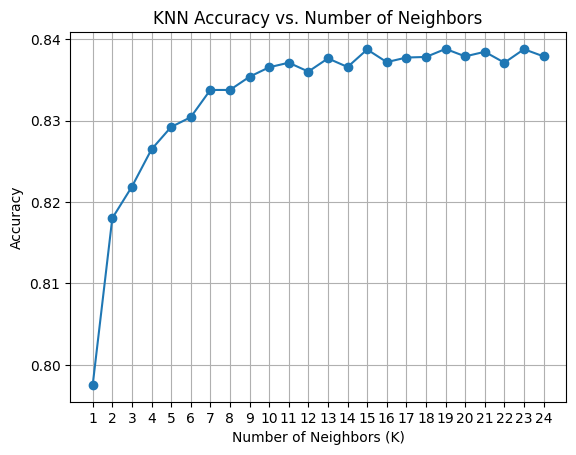 KNN Accuracy vs. Number of Neighbors
0.84
0.83
0.82
0.81
0.80
Accuracy
1 2 3 4 5 6 7 8 9 10 11 12 13 14 15 16 17 18 19 20 21 22 23 24
Number of Neighbors (K)